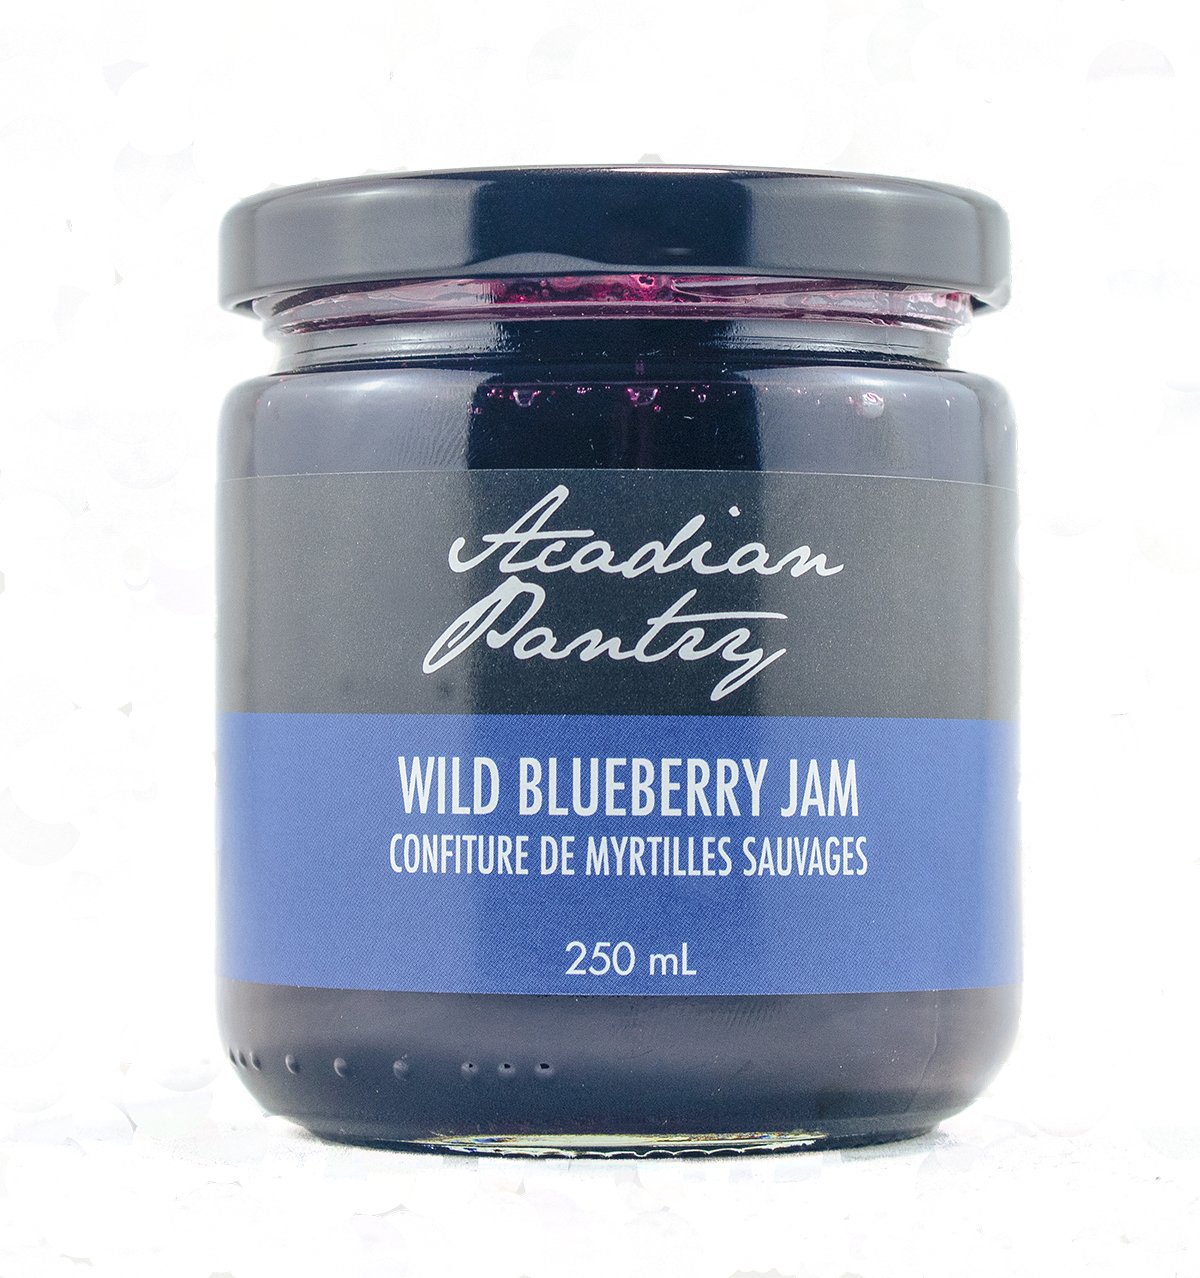 Acadian
Pantry
WILD BLUEBERRY JAM
CONFITURE DE MYRTILLES SAUVAGES
250 mL